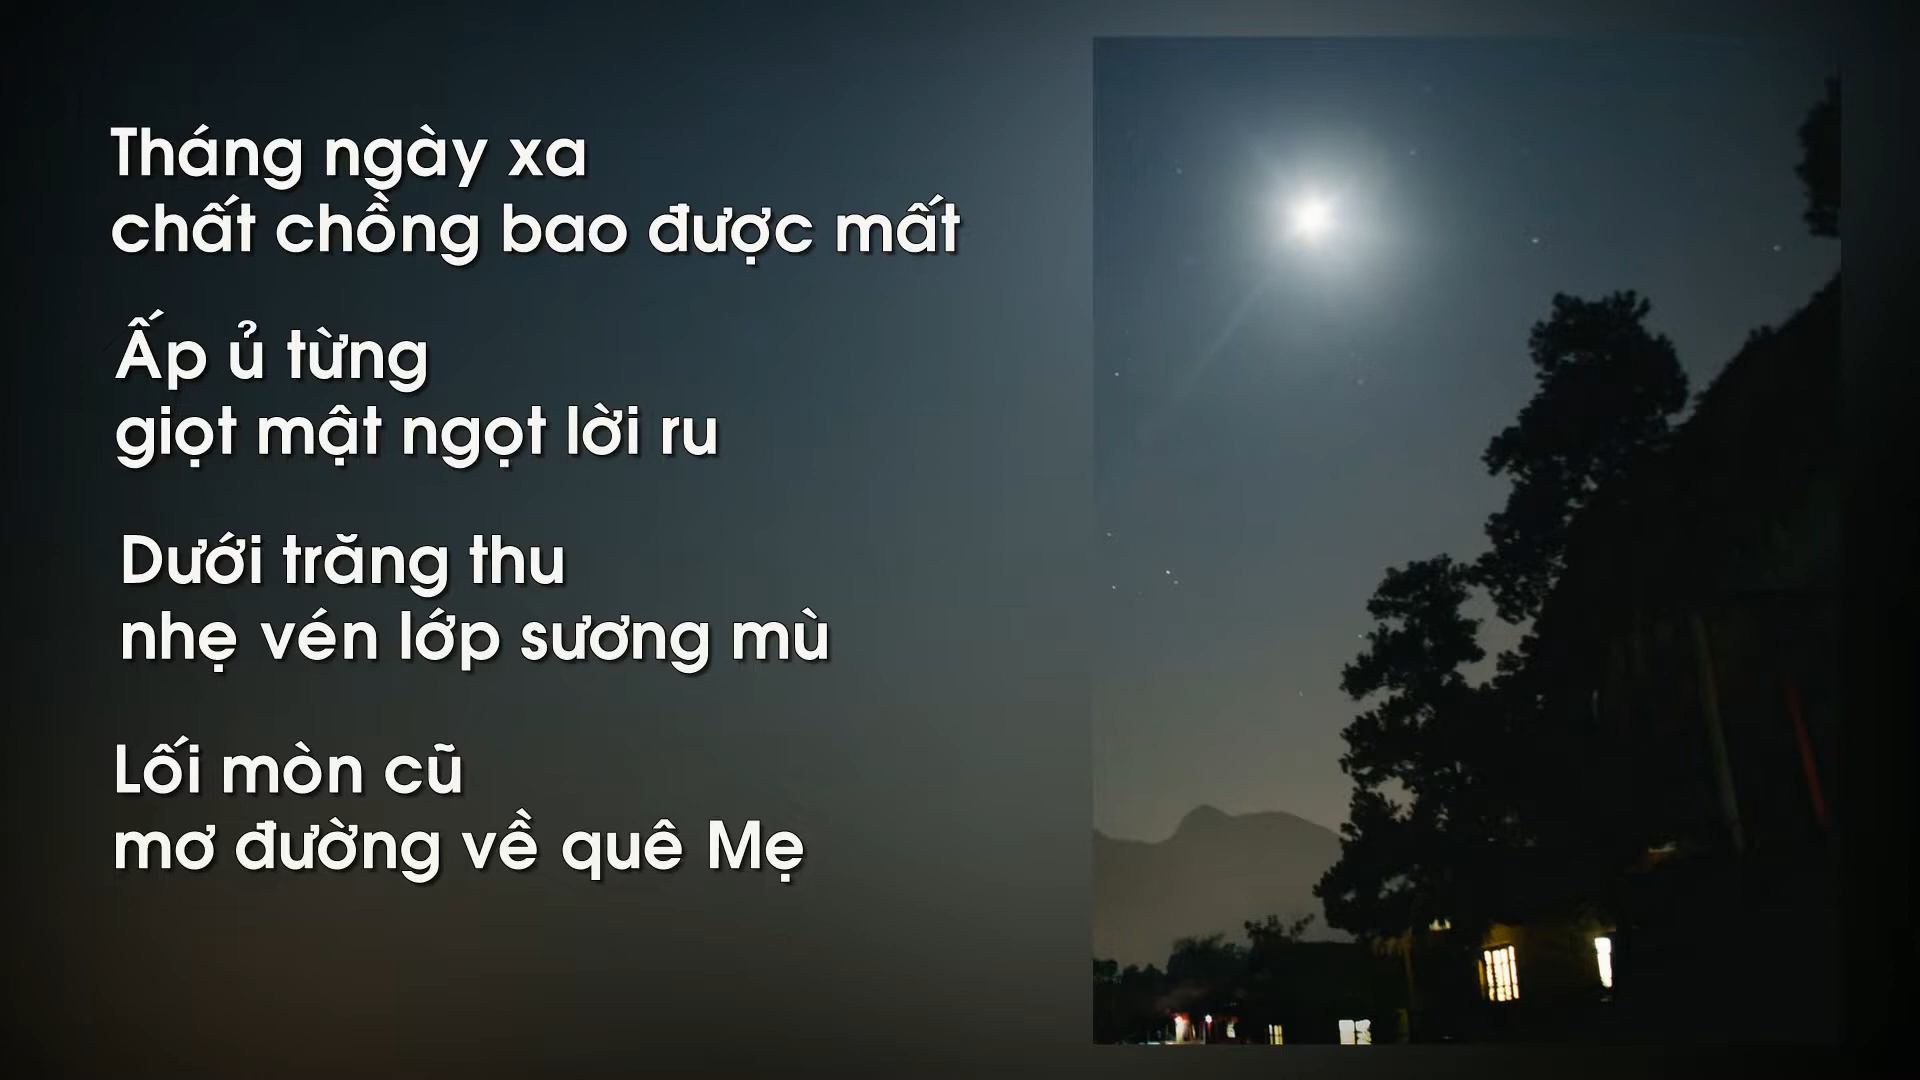 Tháng ngày xa
chất chồng bao được mất
Ấp ủ từng
giọt mật ngọt lời ru
Dưới trăng thu
nhẹ vén lớp sương mù
Lối mòn cũ
mơ đường về quê Mẹ